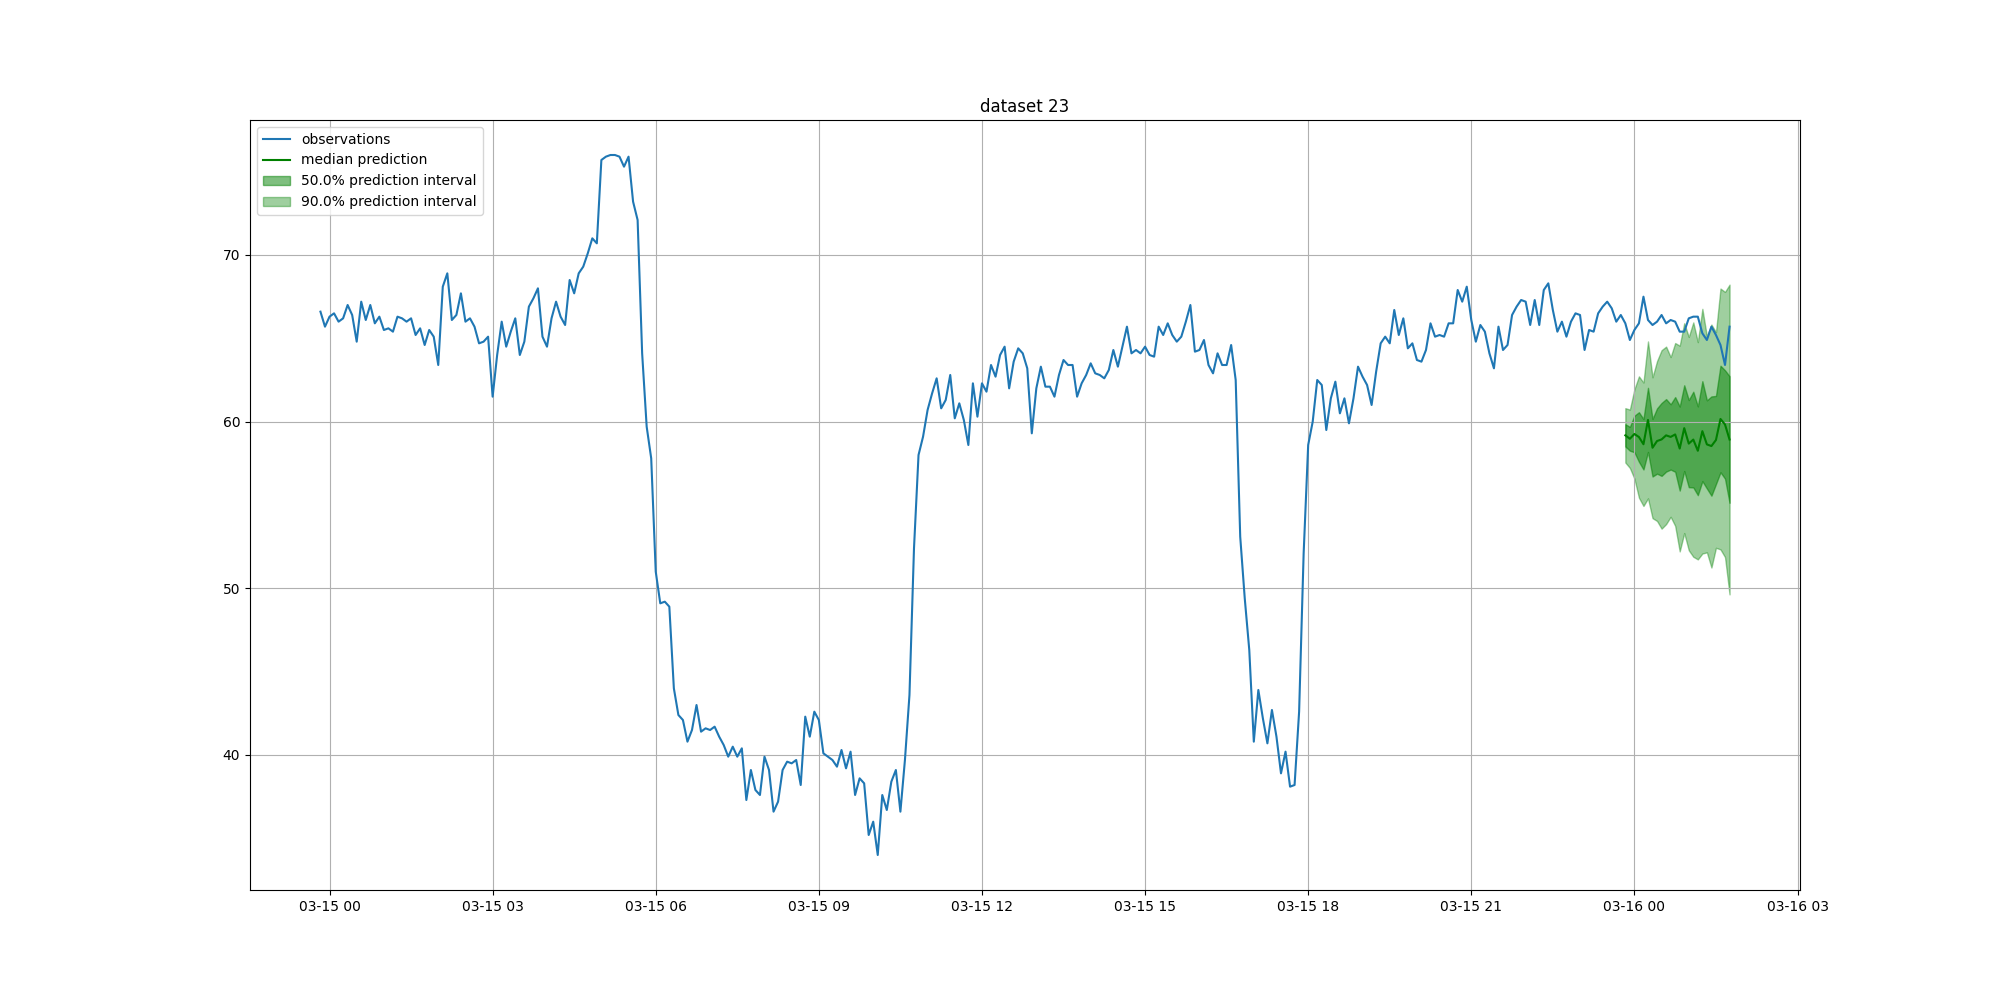 dataset 23
observations
median prediction
50.0% prediction interval
90.0% prediction interval
70
60
50
40
03-15 00
03-15 03
03-15 06
03-15 09
03-15 12
03-15 15
03-15 18
03-15 21
03-16 00
03-16 03